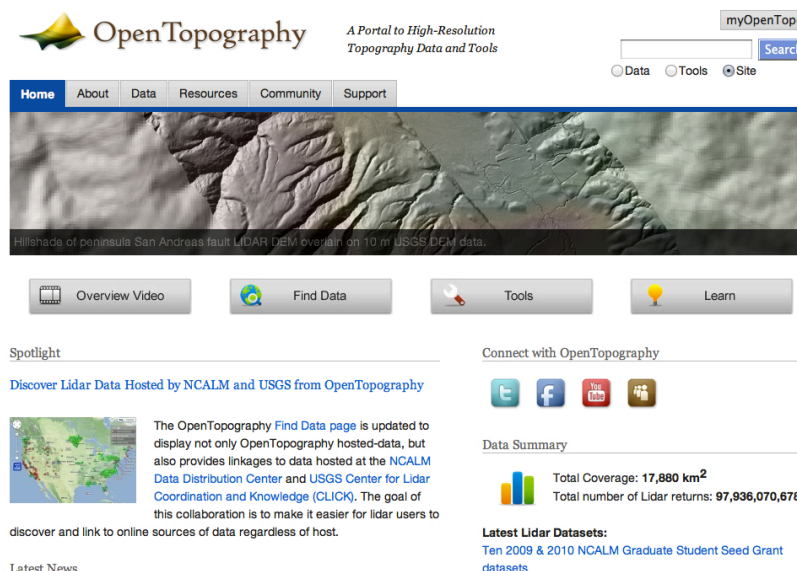 OpenTopography
A Portal to High-Resolution
Topography Data and Tools
myOpenTop
Search
Data Tools Site
Home About Data Resources Community Support
Hillshade of peninsula San Andreas fault LIDAR DEM overlain on 10 m USGS DEM data.
Overview Video Find Data Tools Learn
Spotlight
Discover Lidar Data Hosted by NCALM and USGS from OpenTopography
The OpenTopography Find Data page is updated to
display not only OpenTopography hosted-data, but
also provides linkages to data hosted at the NCALM
Data Distribution Center and USGS Center for Lidar
Coordination and Knowledge (CLICK). The goal of
this collaboration is to make it easier for lidar users to
discover and link to online sources of data regardless of host.
Latest News
Connect with OpenTopography
You
Tube
Data Summary
Total Coverage: 17,880 km2
Total number of Lidar returns: 97,936,070,678
Latest Lidar Datasets:
Ten 2009 & 2010 NCALM Graduate Student Seed Grant
datasets